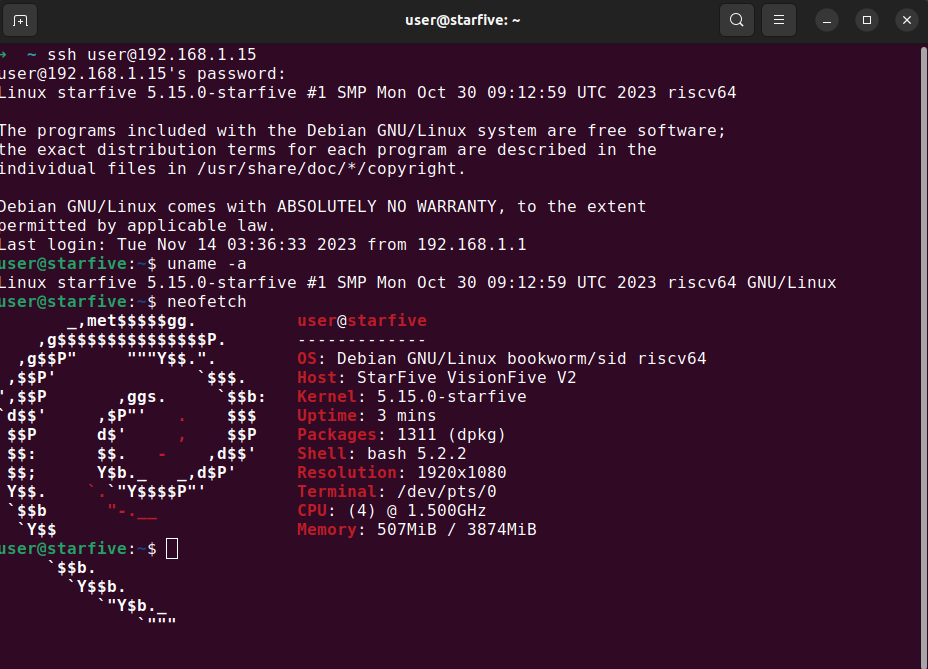 user@starfive: ~
→ ~ ssh user@192.168.1.15
user@192.168.1.15's password:
Linux starfive 5.15.0-starfive #1 SMP Mon Oct 30 09:12:59 UTC 2023 riscv64
The programs included with the Debian GNU/Linux system are free software;
the exact distribution terms for each program are described in the
individual files in /usr/share/doc/*/copyright.
Debian GNU/Linux comes with ABSOLUTELY NO WARRANTY, to the extent
permitted by applicable law.
Last login: Tue Nov 14 03:36:33 2023 from 192.168.1.1
user@starfive:~$ uname -a
Linux starfive 5.15.0-starfive #1 SMP Mon Oct 30 09:12:59 UTC 2023 riscv64 GNU/Linux
user@starfive:~$ neofetch
       _,met$$$$$gg.          user@starfive
    ,g$$$$$$$$$$$$$$$P.       -------------
  ,g$$P"     """Y$$.".        OS: Debian GNU/Linux bookworm/sid riscv64
 ,$$P'              `$$$.     Host: StarFive VisionFive V2
',$$P       ,ggs.     `$$b:   Kernel: 5.15.0-starfive
`d$$'     ,$P"'   .    $$$    Uptime: 3 mins
 $$P      d$'     ,    $$P    Packages: 1311 (dpkg)
 $$:      $$.   -    ,d$$'    Shell: bash 5.2.2
 $$;      Y$b._   _,d$P'      Resolution: 1920x1080
 Y$$.    `.`"Y$$$$P"'         Terminal: /dev/pts/0
 `$$b      "-.__              CPU: (4) @ 1.500GHz
  `Y$$                        Memory: 507MiB / 3874MiB
user@starfive:~$
     `$$b.
       `Y$$b.
          `"Y$b._
              `"""